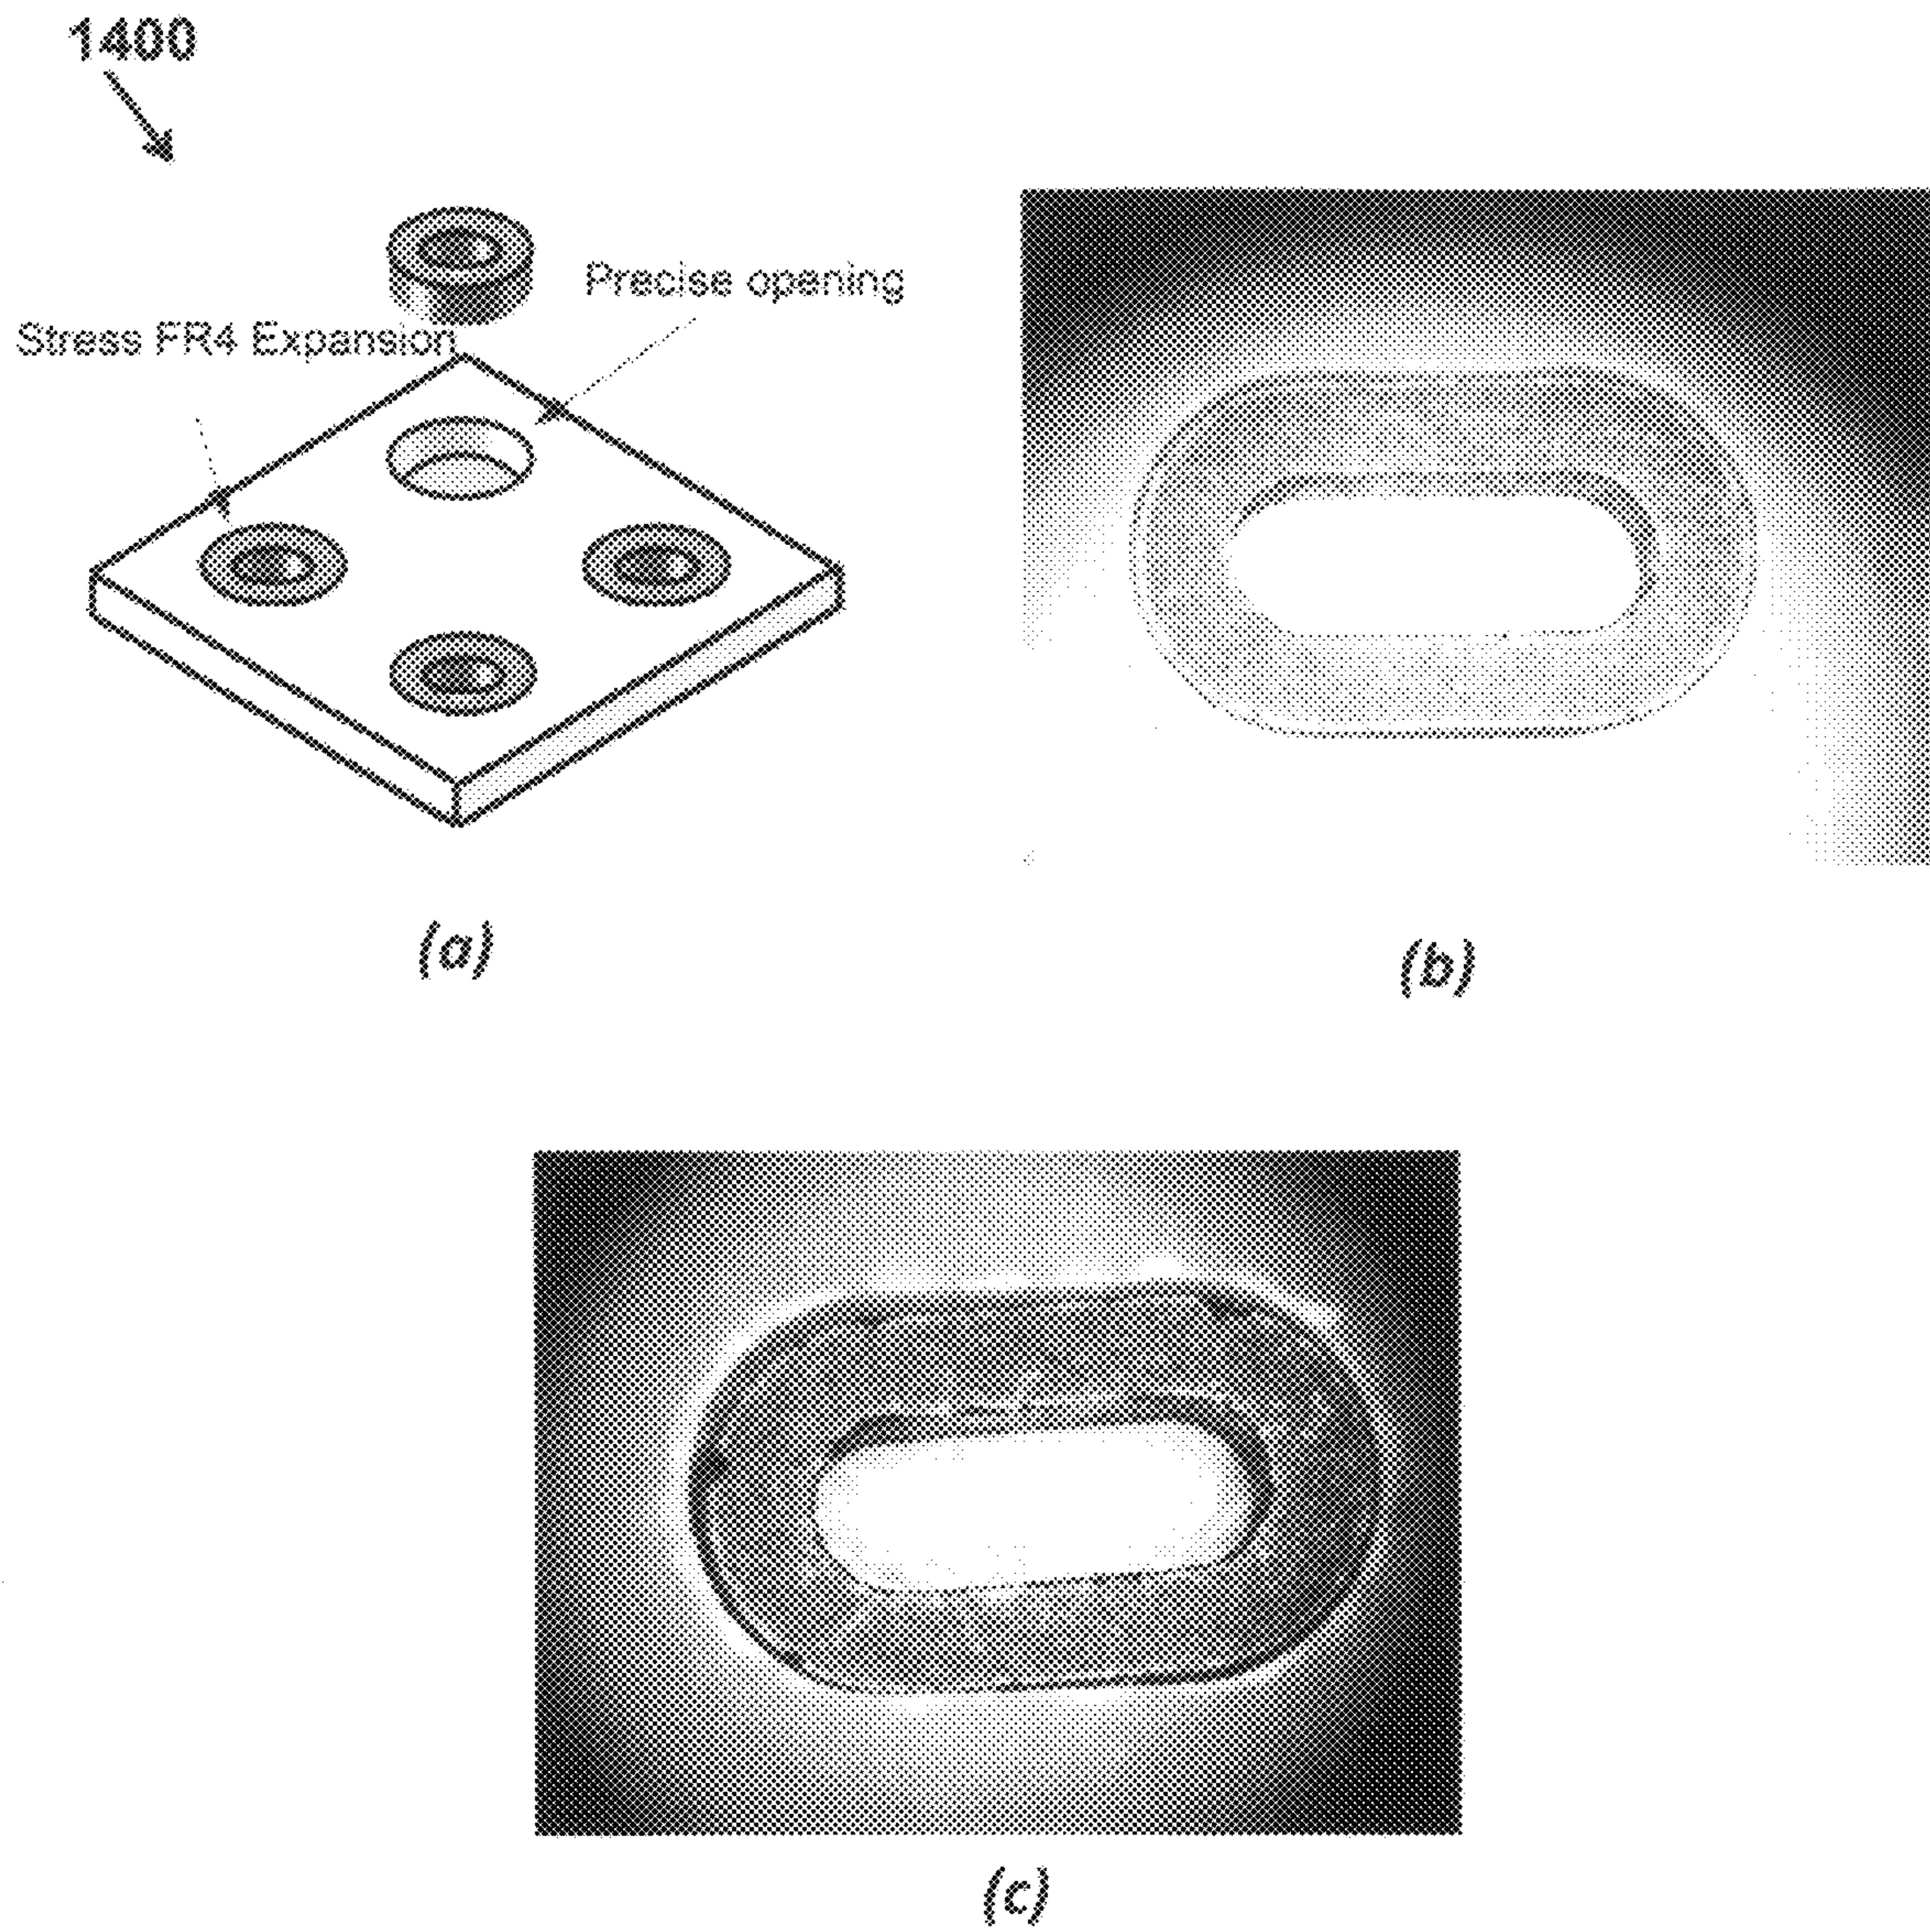 1400
Precise opening
Stress FR4 Expansion
(a)
(b)
(c)